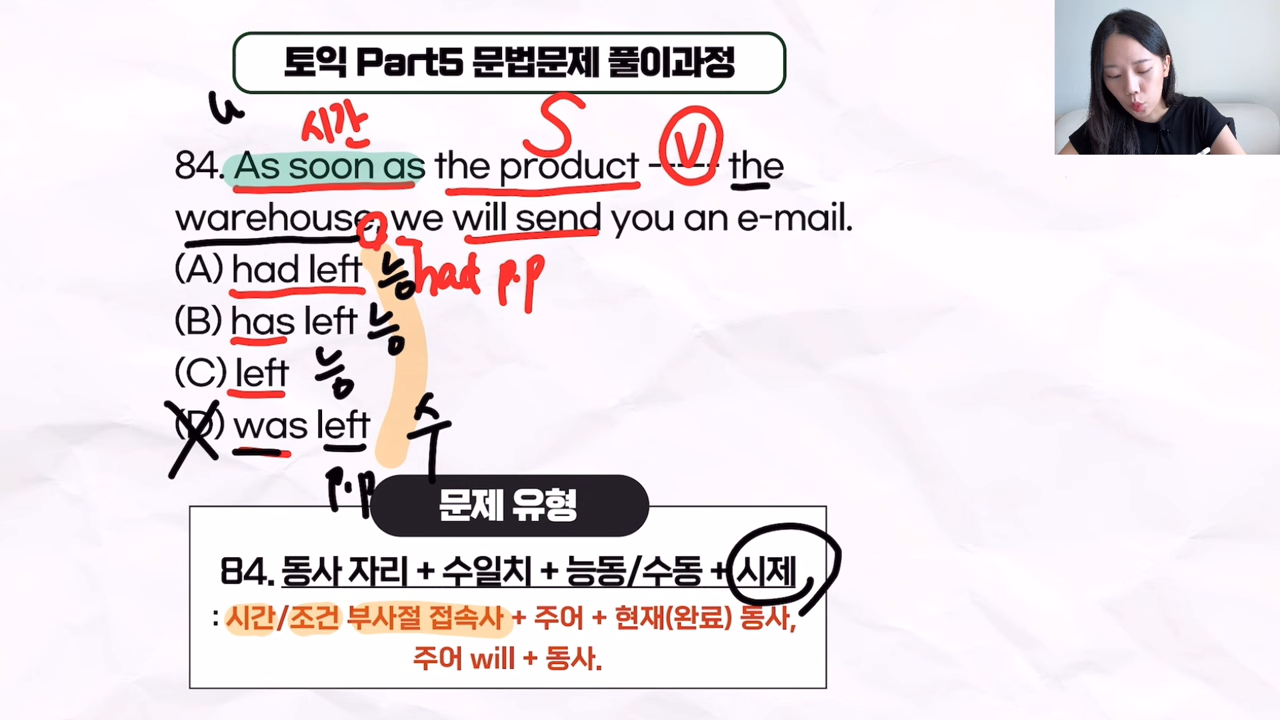 토익 Part5 문법문제 풀이과정
시간 S V
84. As soon as the product ----- the
warehouse, we will send you an e-mail.
(A) had left 능 had p.p
(B) has left 능
(C) left 능
(D) was left 수
p.p
문제 유형
84. 동사 자리 + 수일치 + 능동/수동 + 시제,
: 시간/조건 부사절 접속사 + 주어 + 현재(완료) 동사,
주어 will + 동사.